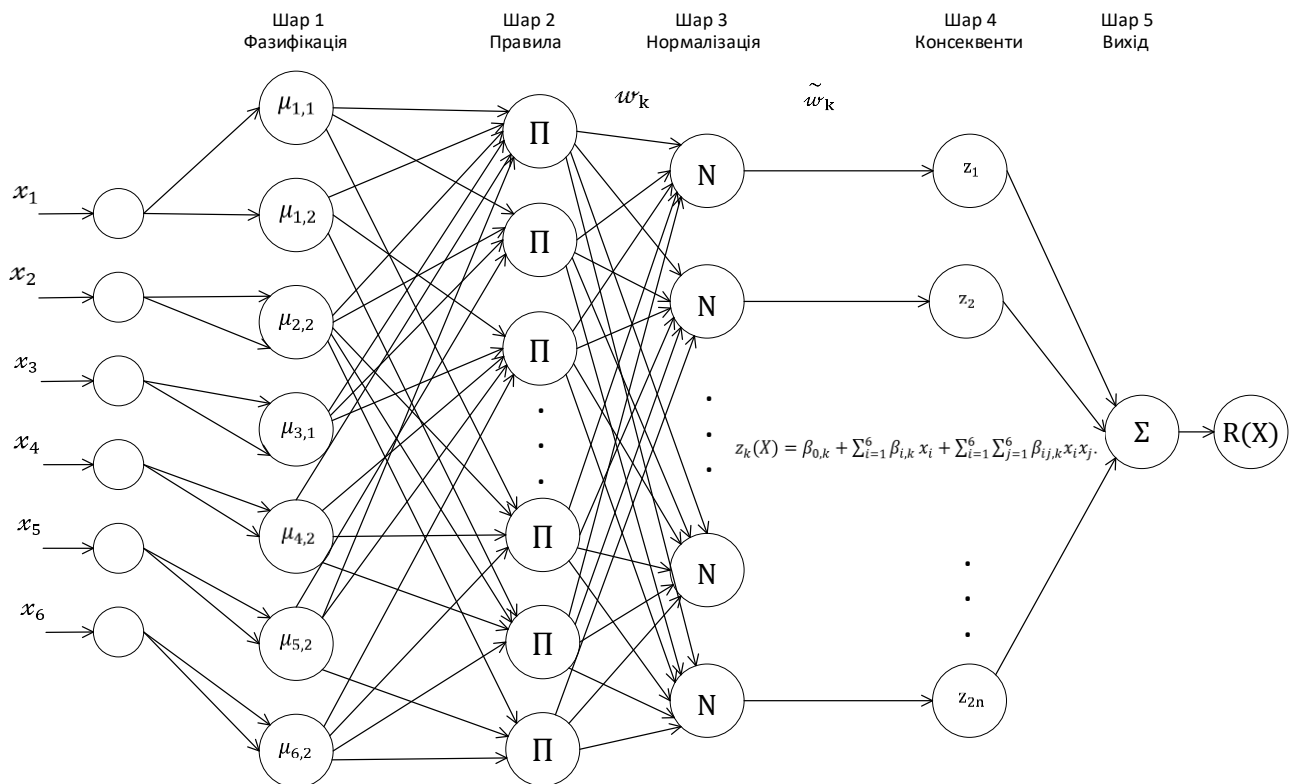 Шар 1
Фазифікація
Шар 2
Правила
Шар 3
Нормалізація
Шар 4
Консеквенти
Шар 5
Вихід
w_k
w̃_k
x_1
x_2
x_3
x_4
x_5
x_6
μ_{1,1}
μ_{1,2}
μ_{2,2}
μ_{3,1}
μ_{4,2}
μ_{5,2}
μ_{6,2}
Π
Π
Π
Π
Π
Π
N
N
N
N
z_1
z_2
z_{2n}
z_k(X) = β_{0,k} + ∑_{i=1}^{6} β_{i,k} x_i + ∑_{i=1}^{6} ∑_{j=1}^{6} β_{ij,k} x_i x_j.
Σ
R(X)